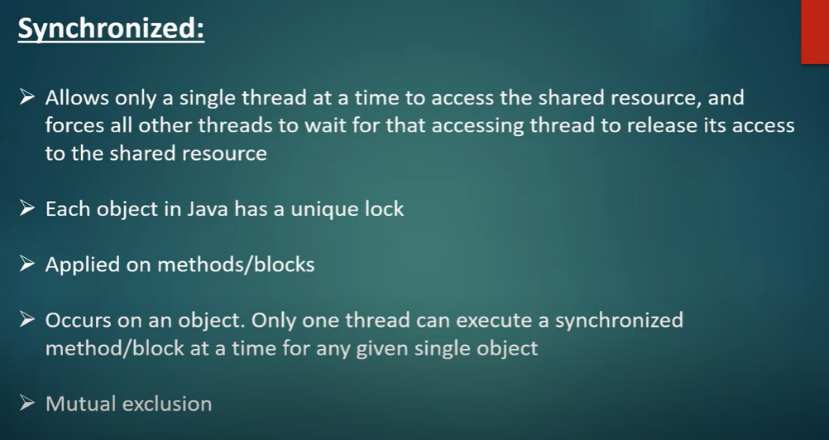 Synchronized:
➢ Allows only a single thread at a time to access the shared resource, and
forces all other threads to wait for that accessing thread to release its access
to the shared resource
➢ Each object in Java has a unique lock
➢ Applied on methods/blocks
➢ Occurs on an object. Only one thread can execute a synchronized
method/block at a time for any given single object
➢ Mutual exclusion